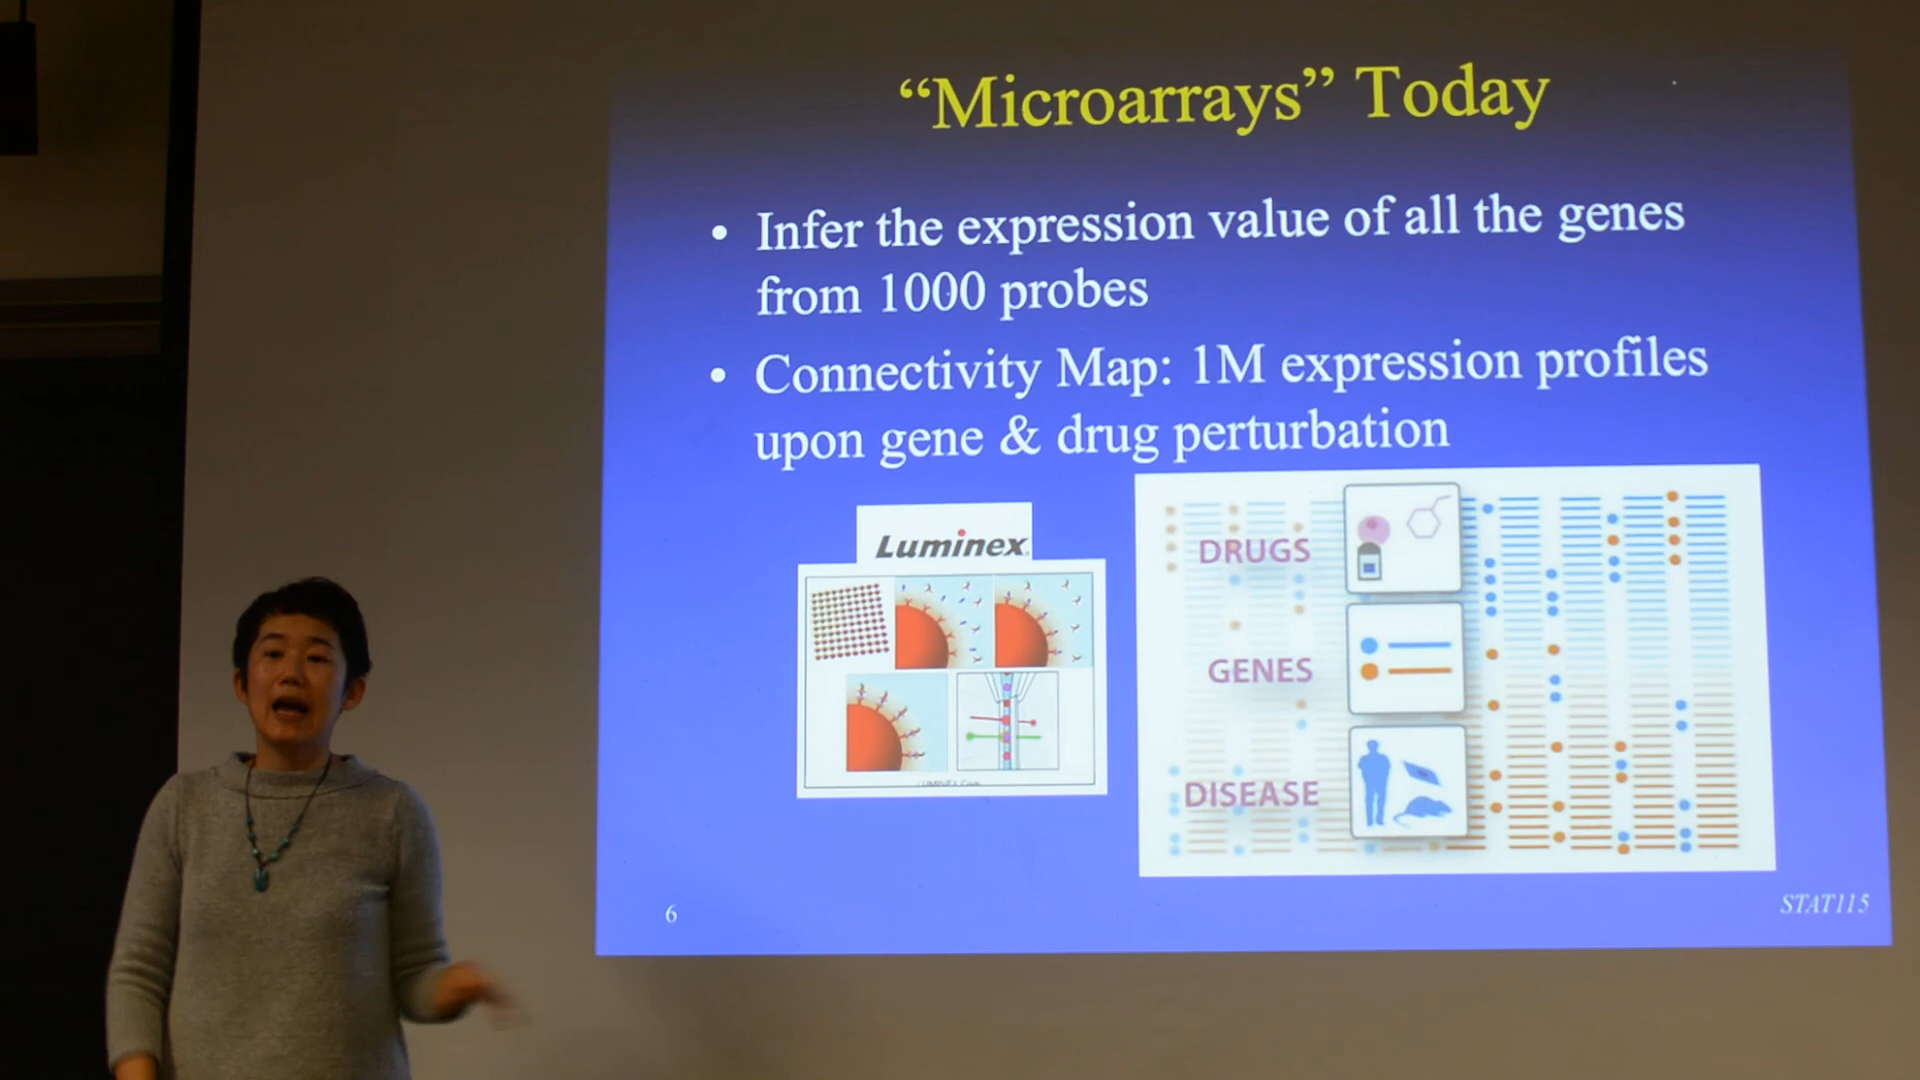 “Microarrays” Today
• Infer the expression value of all the genes
from 1000 probes
• Connectivity Map: 1M expression profiles
upon gene & drug perturbation
Luminex
DRUGS
GENES
DISEASE
6
STAT115